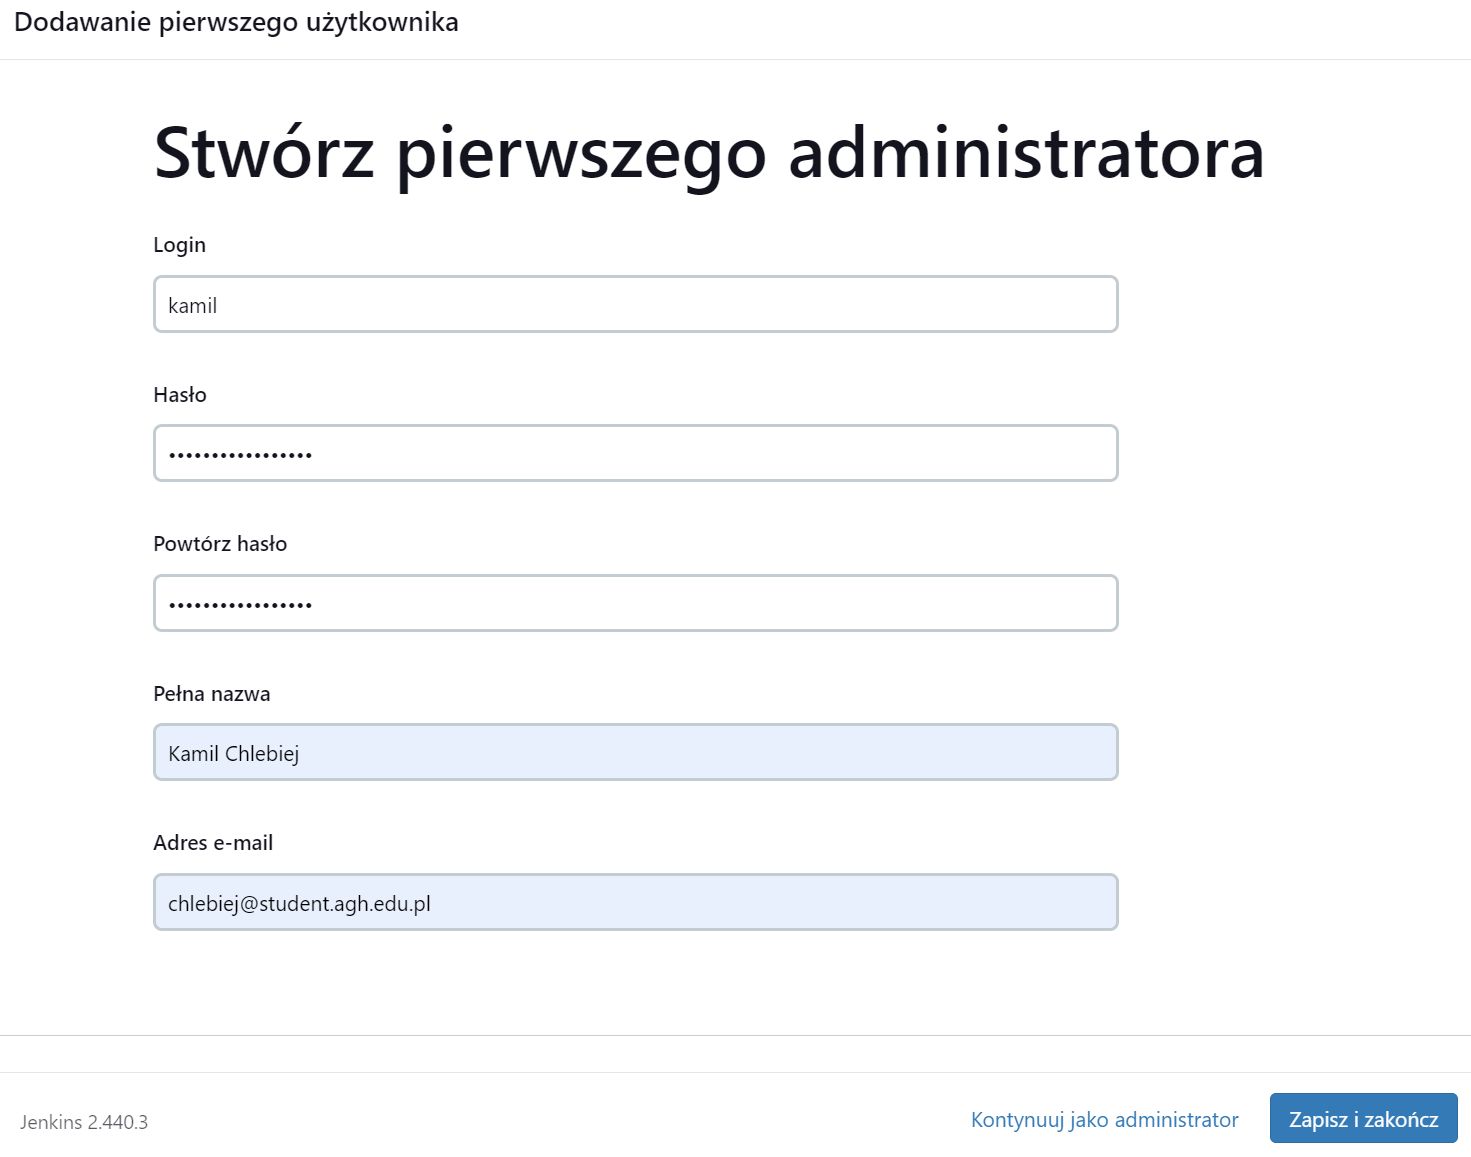 Dodawanie pierwszego użytkownika
Stwórz pierwszego administratora
Login
kamil
Hasło
•••••••••••••••••
Powtórz hasło
•••••••••••••••••
Pełna nazwa
Kamil Chlebiej
Adres e-mail
chlebiej@student.agh.edu.pl
Jenkins 2.440.3
Kontynuuj jako administrator
Zapisz i zakończ